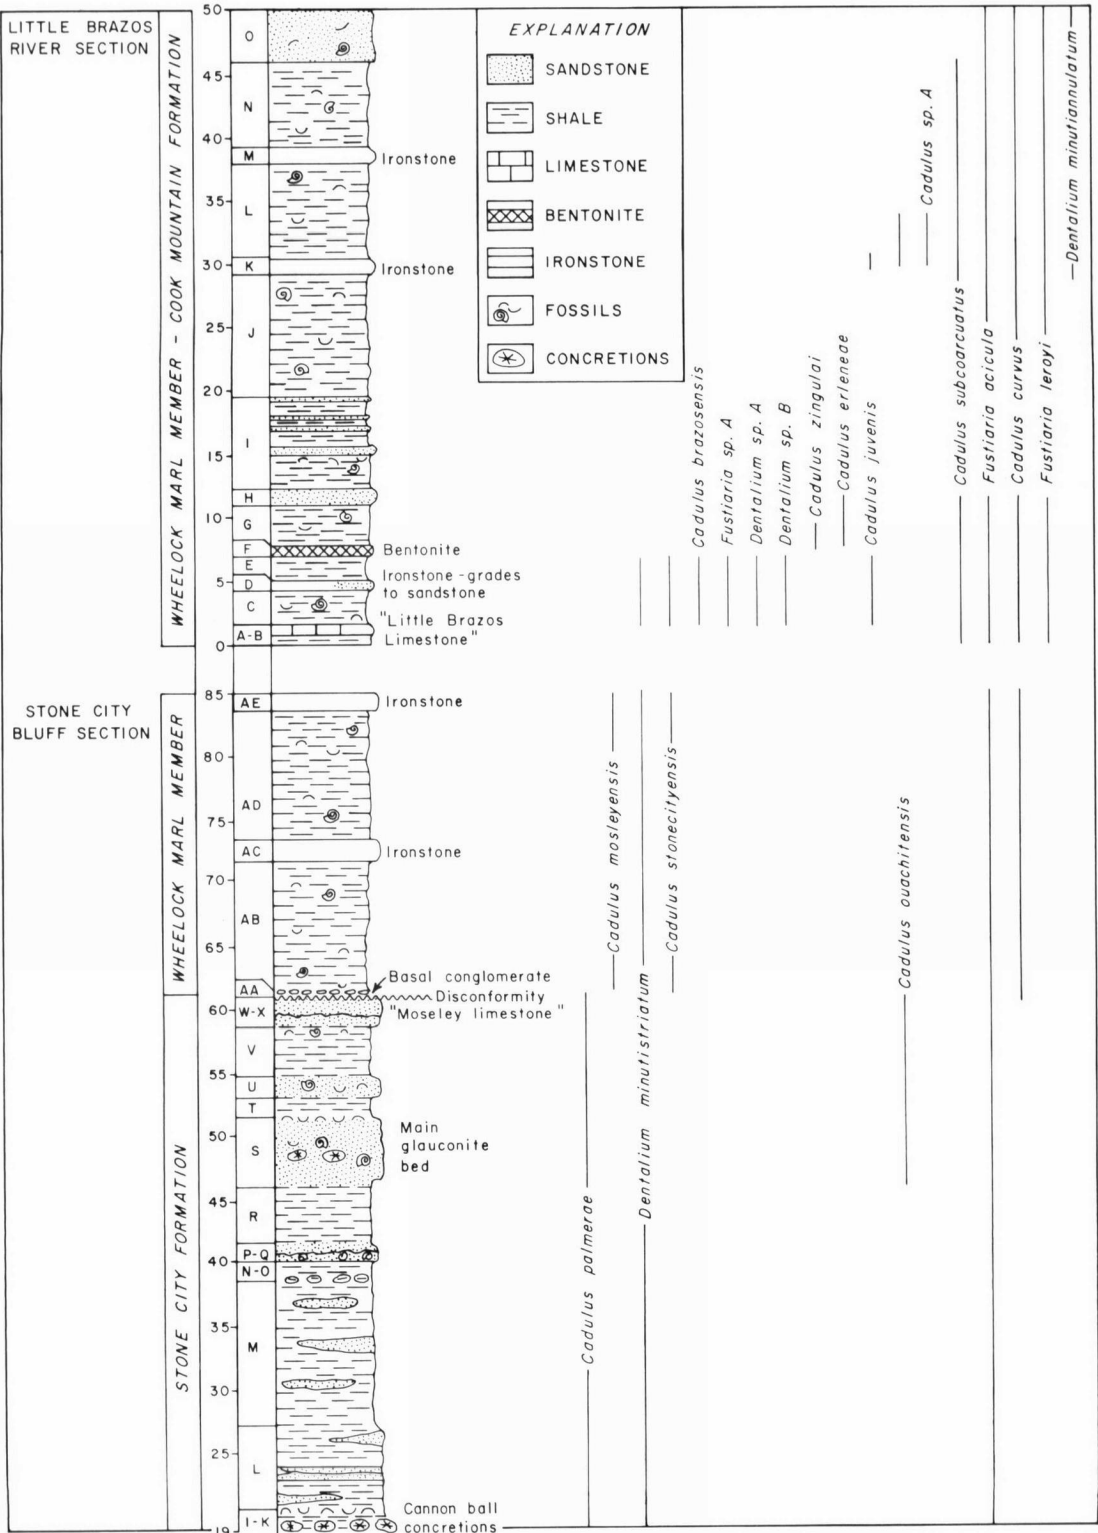 LITTLE BRAZOS
RIVER SECTION
WHEELOCK MARL MEMBER - COOK MOUNTAIN FORMATION
50
45
40
35
30
25
20
15
10
5
0
O
N
M
L
K
J
I
H
G
F
E
D
C
A-B
Ironstone
Ironstone
Bentonite
Ironstone-grades
to sandstone
"Little Brazos
Limestone"
EXPLANATION
SANDSTONE
SHALE
LIMESTONE
BENTONITE
IRONSTONE
FOSSILS
CONCRETIONS
Cadulus brazosensis
Fustiaria sp. A
Dentalium sp. A
Dentalium sp. B
Cadulus zingulai
Cadulus erleneae
Cadulus juvenis
Cadulus sp. A
Cadulus subcoarcuatus
Fustiaria acicula
Cadulus curvus
Fustiaria leroyi
Dentalium minutiannulatum
STONE CITY
BLUFF SECTION
WHEELOCK MARL MEMBER
STONE CITY FORMATION
85
80
75
70
65
60
55
50
45
40
35
30
25
19
AE
AD
AC
AB
AA
W-X
V
U
T
S
R
P-Q
N-O
M
L
I-K
Ironstone
Ironstone
Basal conglomerate
Disconformity
"Moseley limestone"
Main
glauconite
bed
Cannon ball
concretions
Cadulus palmerae
Cadulus mosleyensis
Dentalium minutistriatum
Cadulus stonecityensis
Cadulus ouachitensis